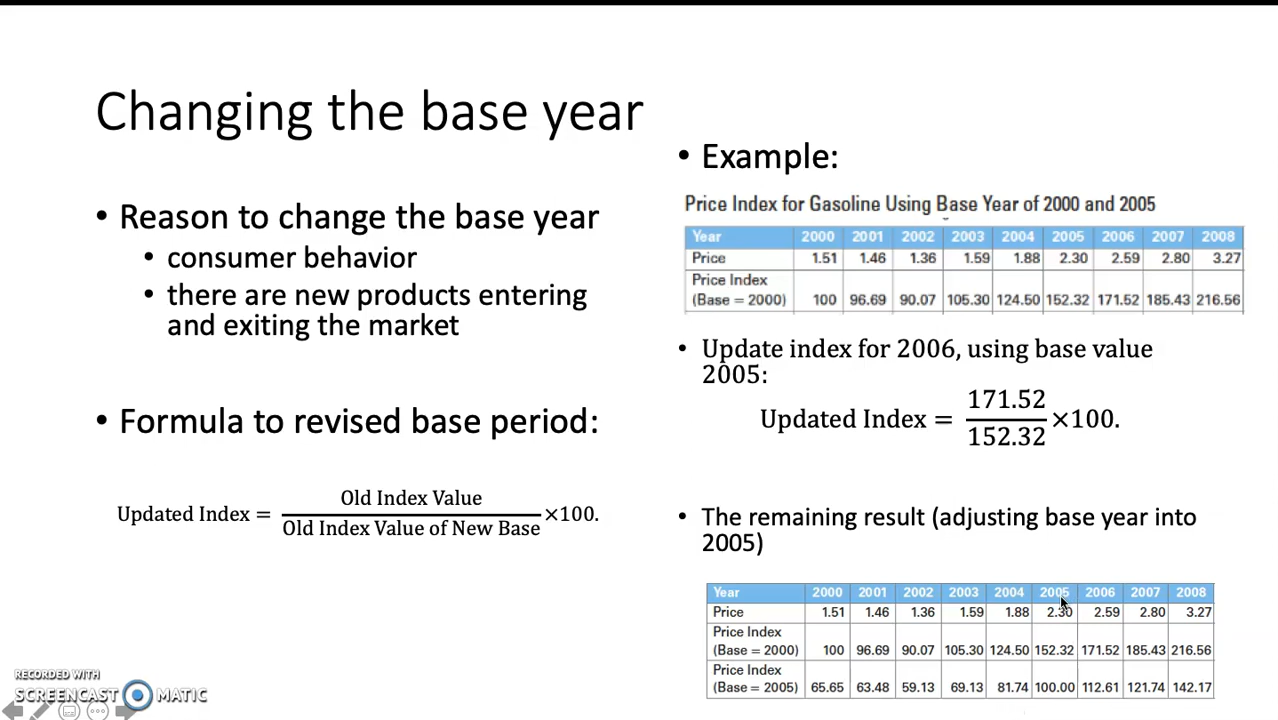 Changing the base year
• Reason to change the base year
• consumer behavior
• there are new products entering
and exiting the market
• Formula to revised base period:
Updated Index = Old Index Value / Old Index Value of New Base ×100.
• Example:
Price Index for Gasoline Using Base Year of 2000 and 2005
Year 2000 2001 2002 2003 2004 2005 2006 2007 2008
Price 1.51 1.46 1.36 1.59 1.88 2.30 2.59 2.80 3.27
Price Index
(Base = 2000) 100 96.69 90.07 105.30 124.50 152.32 171.52 185.43 216.56
• Update index for 2006, using base value
2005:
Updated Index = 171.52 / 152.32 ×100.
• The remaining result (adjusting base year into
2005)
Year 2000 2001 2002 2003 2004 2005 2006 2007 2008
Price 1.51 1.46 1.36 1.59 1.88 2.30 2.59 2.80 3.27
Price Index
(Base = 2000) 100 96.69 90.07 105.30 124.50 152.32 171.52 185.43 216.56
Price Index
(Base = 2005) 65.65 63.48 59.13 69.13 81.74 100.00 112.61 121.74 142.17
RECORDED WITH
SCREENCAST MATIC